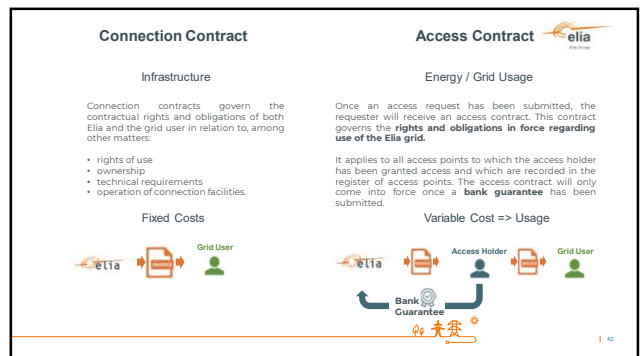 Connection Contract
Infrastructure
Connection contracts govern the
contractual rights and obligations of both
Elia and the grid user in relation to, among
other matters:
• rights of use
• ownership
• technical requirements
• operation of connection facilities.
Fixed Costs
elia
Grid User
Access Contract
elia
Energy / Grid Usage
Once an access request has been submitted, the
requester will receive an access contract. This contract
governs the rights and obligations in force regarding
use of the Elia grid.
It applies to all access points to which the access holder
has been granted access and which are recorded in the
register of access points. The access contract will only
come into force once a bank guarantee has been
submitted.
Variable Cost => Usage
elia
Access Holder
Grid User
Bank
Guarantee
| 42